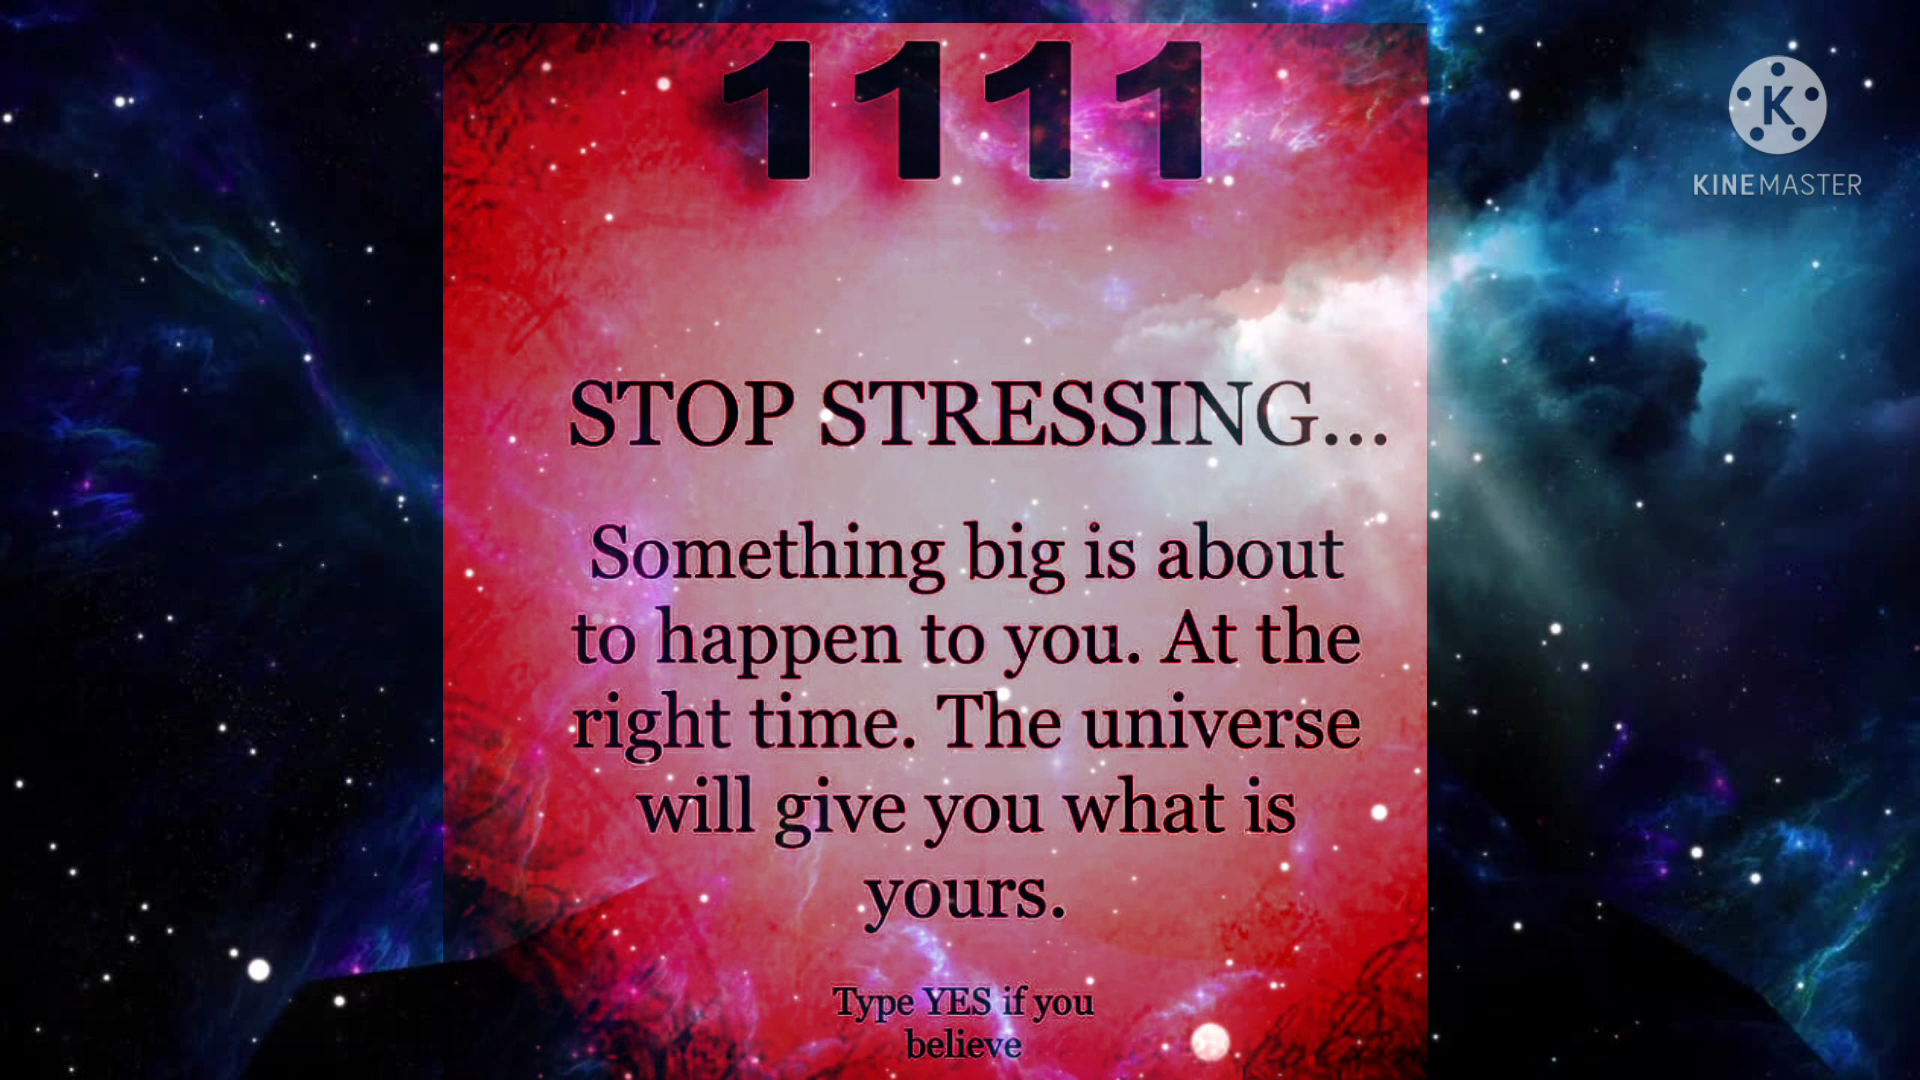 1111
KINEMASTER
STOP STRESSING...
Something big is about
to happen to you. At the
right time. The universe
will give you what is
yours.
Type YES if you
believe